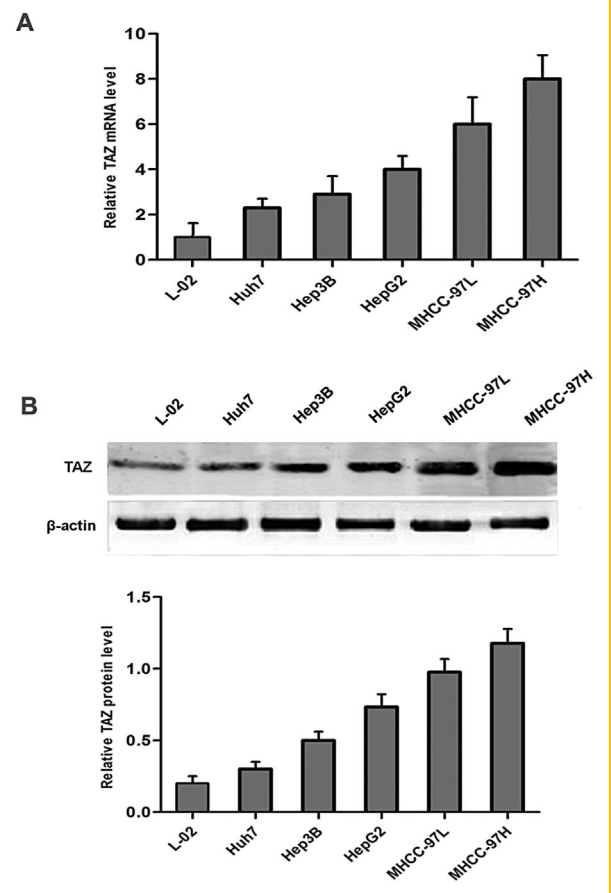 A
Relative TAZ mRNA level
10
8
6
4
2
0
L-02
Huh7
Hep3B
HepG2
MHCC-97L
MHCC-97H
B
L-02
Huh7
Hep3B
HepG2
MHCC-97L
MHCC-97H
TAZ
β-actin
Relative TAZ protein level
1.5
1.0
0.5
0.0
L-02
Huh7
Hep3B
HepG2
MHCC-97L
MHCC-97H